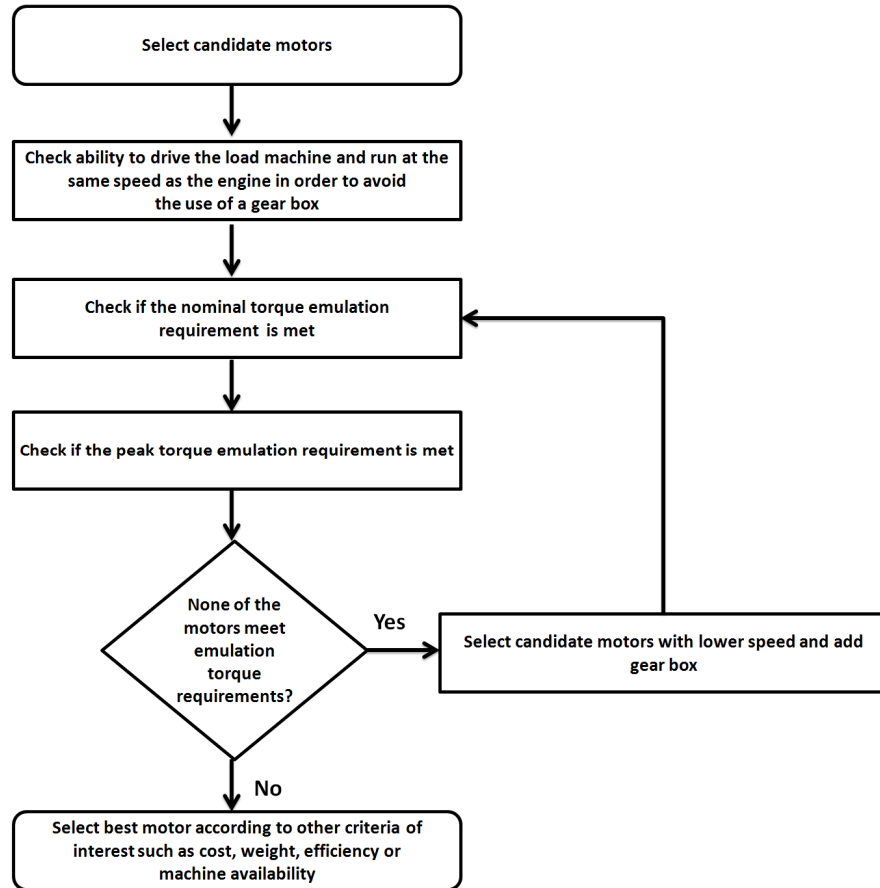 Select candidate motors
Check ability to drive the load machine and run at the
same speed as the engine in order to avoid
the use of a gear box
Check if the nominal torque emulation
requirement is met
Check if the peak torque emulation requirement is met
None of the
motors meet
emulation
torque
requirements?
Yes
Select candidate motors with lower speed and add
gear box
No
Select best motor according to other criteria of
interest such as cost, weight, efficiency or
machine availability